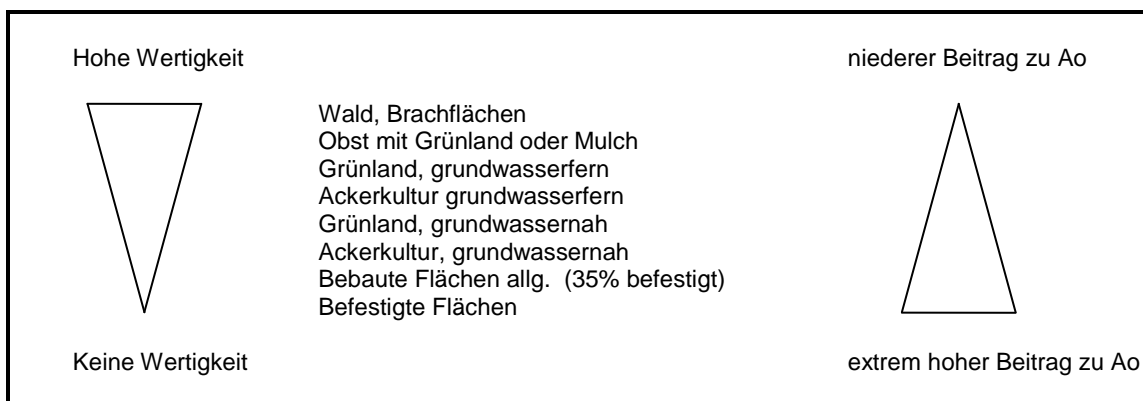 Hohe Wertigkeit
niederer Beitrag zu Ao
Wald, Brachflächen
Obst mit Grünland oder Mulch
Grünland, grundwasserfern
Ackerkultur grundwasserfern
Grünland, grundwassernah
Ackerkultur, grundwassernah
Bebaute Flächen allg. (35% befestigt)
Befestigte Flächen
Keine Wertigkeit
extrem hoher Beitrag zu Ao